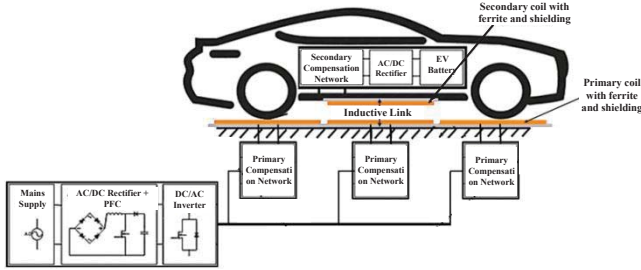 Secondary coil with
ferrite and shielding
Secondary
Compensation
Network
AC/DC
Rectifier
EV
Battery
Primary coil
with ferrite
and shielding
Inductive Link
Primary
Compensati
on Network
Primary
Compensati
on Network
Primary
Compensati
on Network
Mains
Supply
AC/DC Rectifier +
PFC
DC/AC
Inverter